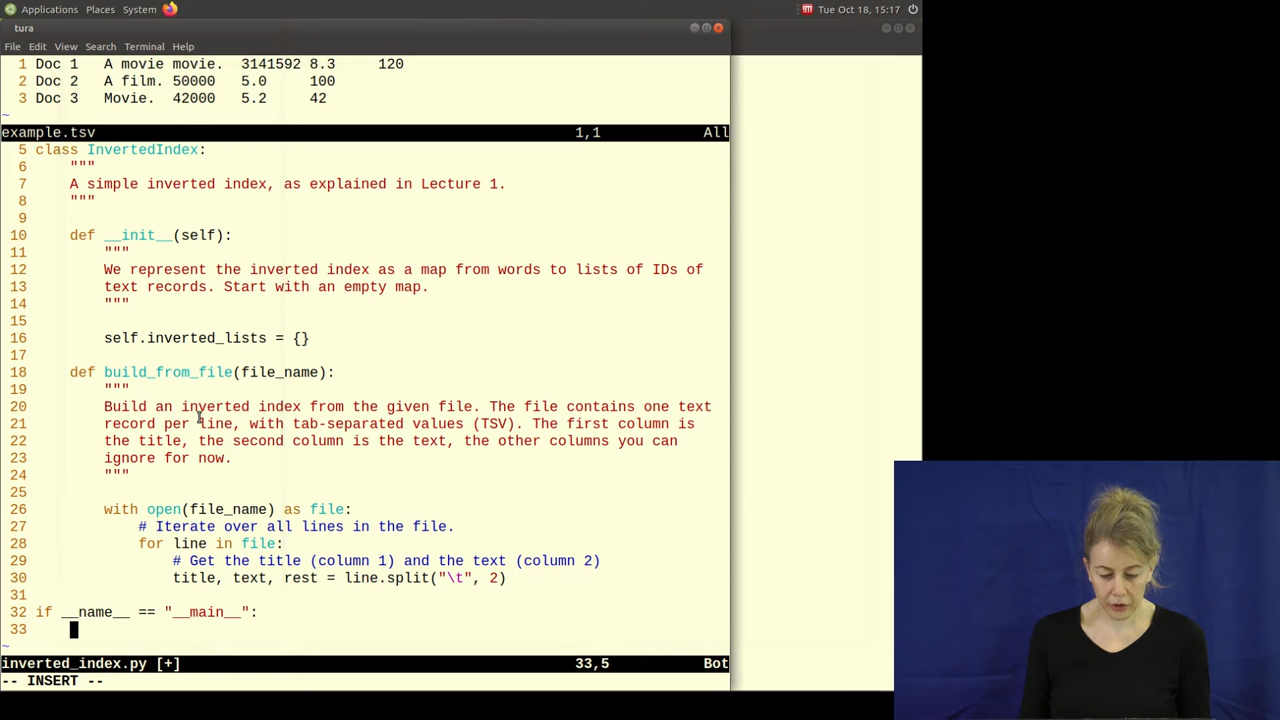 Applications Places System Tue Oct 18, 15:17
tura
File Edit View Search Terminal Help
1 Doc 1 A movie movie. 3141592 8.3 120
2 Doc 2 A film. 50000 5.0 100
3 Doc 3 Movie. 42000 5.2 42
~
example.tsv 1,1 All
5 class InvertedIndex:
6 """
7 A simple inverted index, as explained in Lecture 1.
8 """
9
10 def __init__(self):
11 """
12 We represent the inverted index as a map from words to lists of IDs of
13 text records. Start with an empty map.
14 """
15
16 self.inverted_lists = {}
17
18 def build_from_file(file_name):
19 """
20 Build an inverted index from the given file. The file contains one text
21 record per line, with tab-separated values (TSV). The first column is
22 the title, the second column is the text, the other columns you can
23 ignore for now.
24 """
25
26 with open(file_name) as file:
27 # Iterate over all lines in the file.
28 for line in file:
29 # Get the title (column 1) and the text (column 2)
30 title, text, rest = line.split("\t", 2)
31
32 if __name__ == "__main__":
33
~
inverted_index.py [+] 33,5 Bot
-- INSERT --